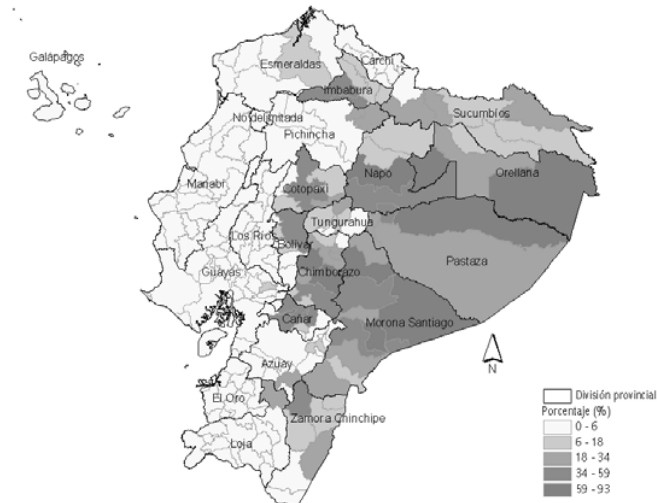 Galápagos
Esmeraldas
Carchi
Imbabura
No delimitada
Pichincha
Sucumbíos
Manabí
Cotopaxi
Napo
Orellana
Los Ríos
Bolívar
Tungurahua
Guayas
Chimborazo
Pastaza
Cañar
Morona Santiago
Azuay
El Oro
Zamora Chinchipe
Loja
N
División provincial
Porcentaje (%)
0 - 6
6 - 18
18 - 34
34 - 59
59 - 93